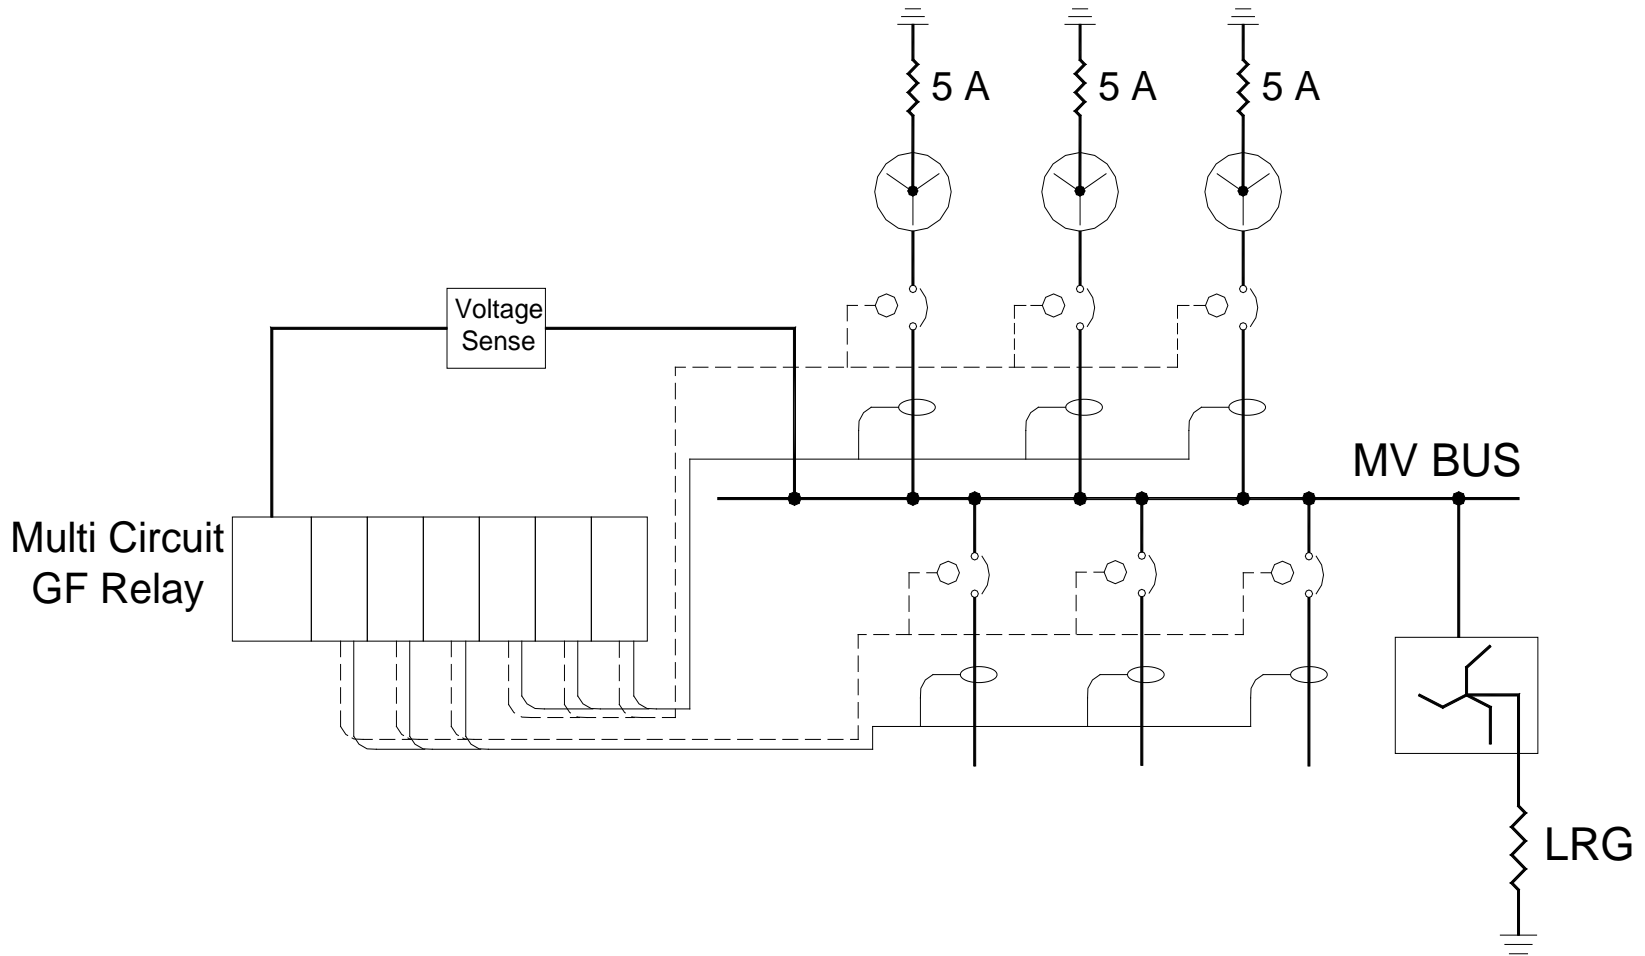 5 A
5 A
5 A
Voltage
Sense
MV BUS
Multi Circuit
GF Relay
LRG